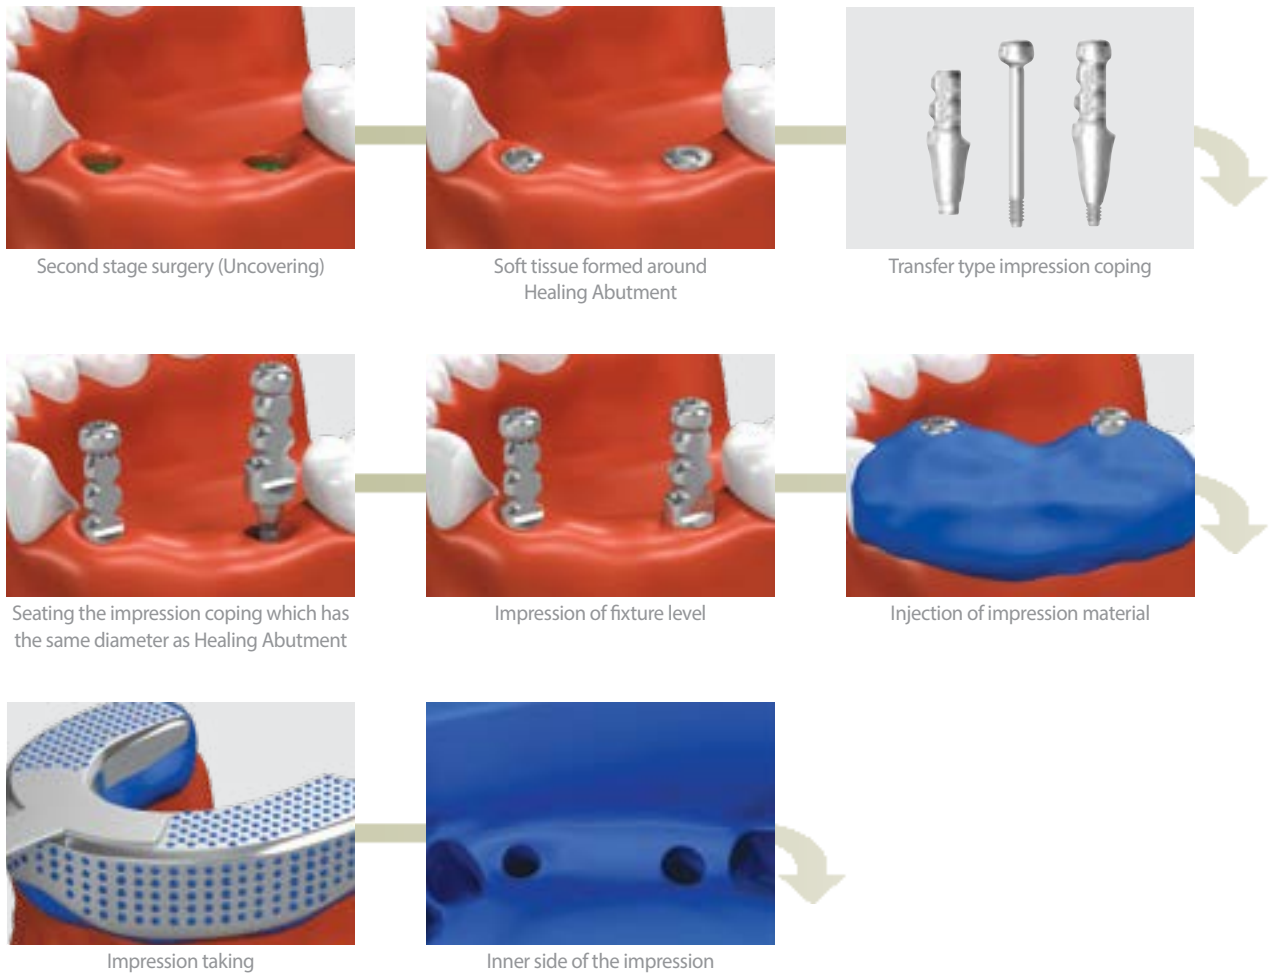 Second stage surgery (Uncovering)
Soft tissue formed around
Healing Abutment
Transfer type impression coping
Seating the impression coping which has
the same diameter as Healing Abutment
Impression of fixture level
Injection of impression material
Impression taking
Inner side of the impression